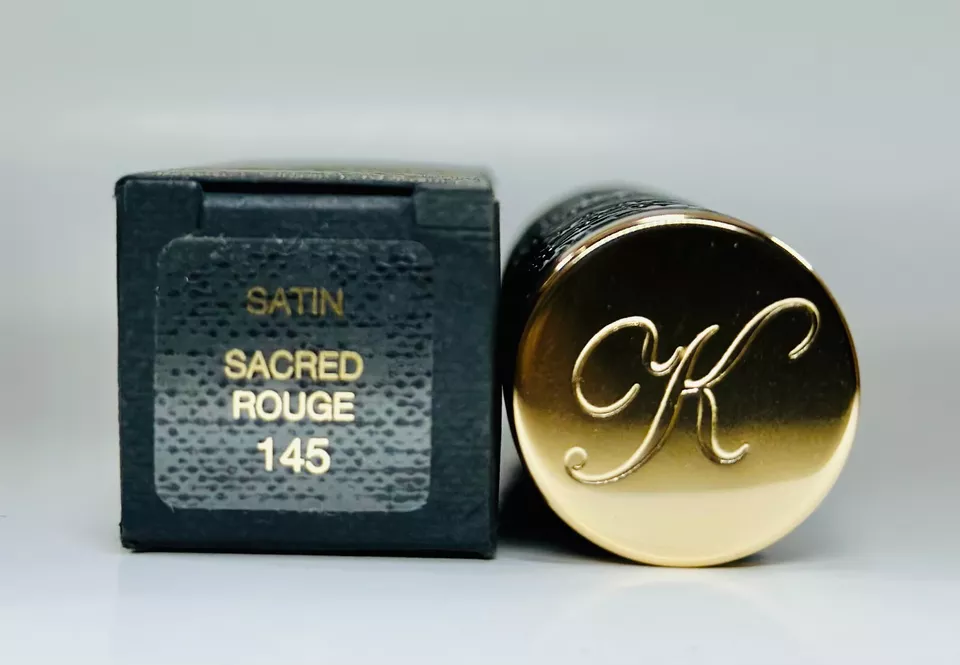 SATIN
SACRED
ROUGE
145
K